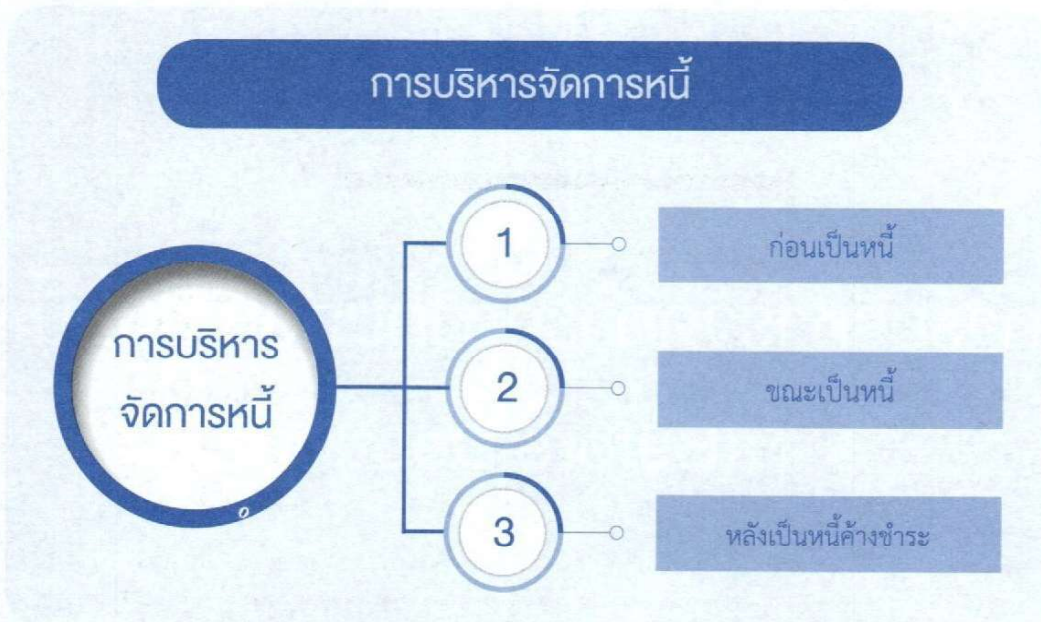 การบริหารจัดการหนี้
การบริหาร
จัดการหนี้
1
ก่อนเป็นหนี้
2
ขณะเป็นหนี้
3
หลังเป็นหนี้ค้างชำระ